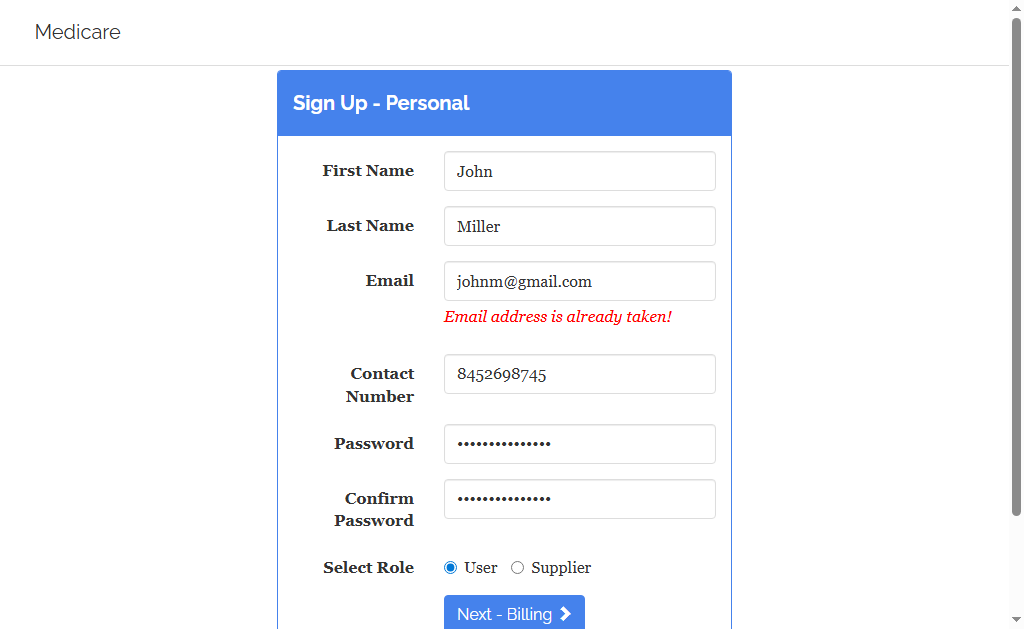 Medicare
Sign Up - Personal
First Name
John
Last Name
Miller
Email
johnm@gmail.com
Email address is already taken!
Contact
Number
8452698745
Password
•••••••••••••••
Confirm
Password
•••••••••••••••
Select Role
User
Supplier
Next - Billing